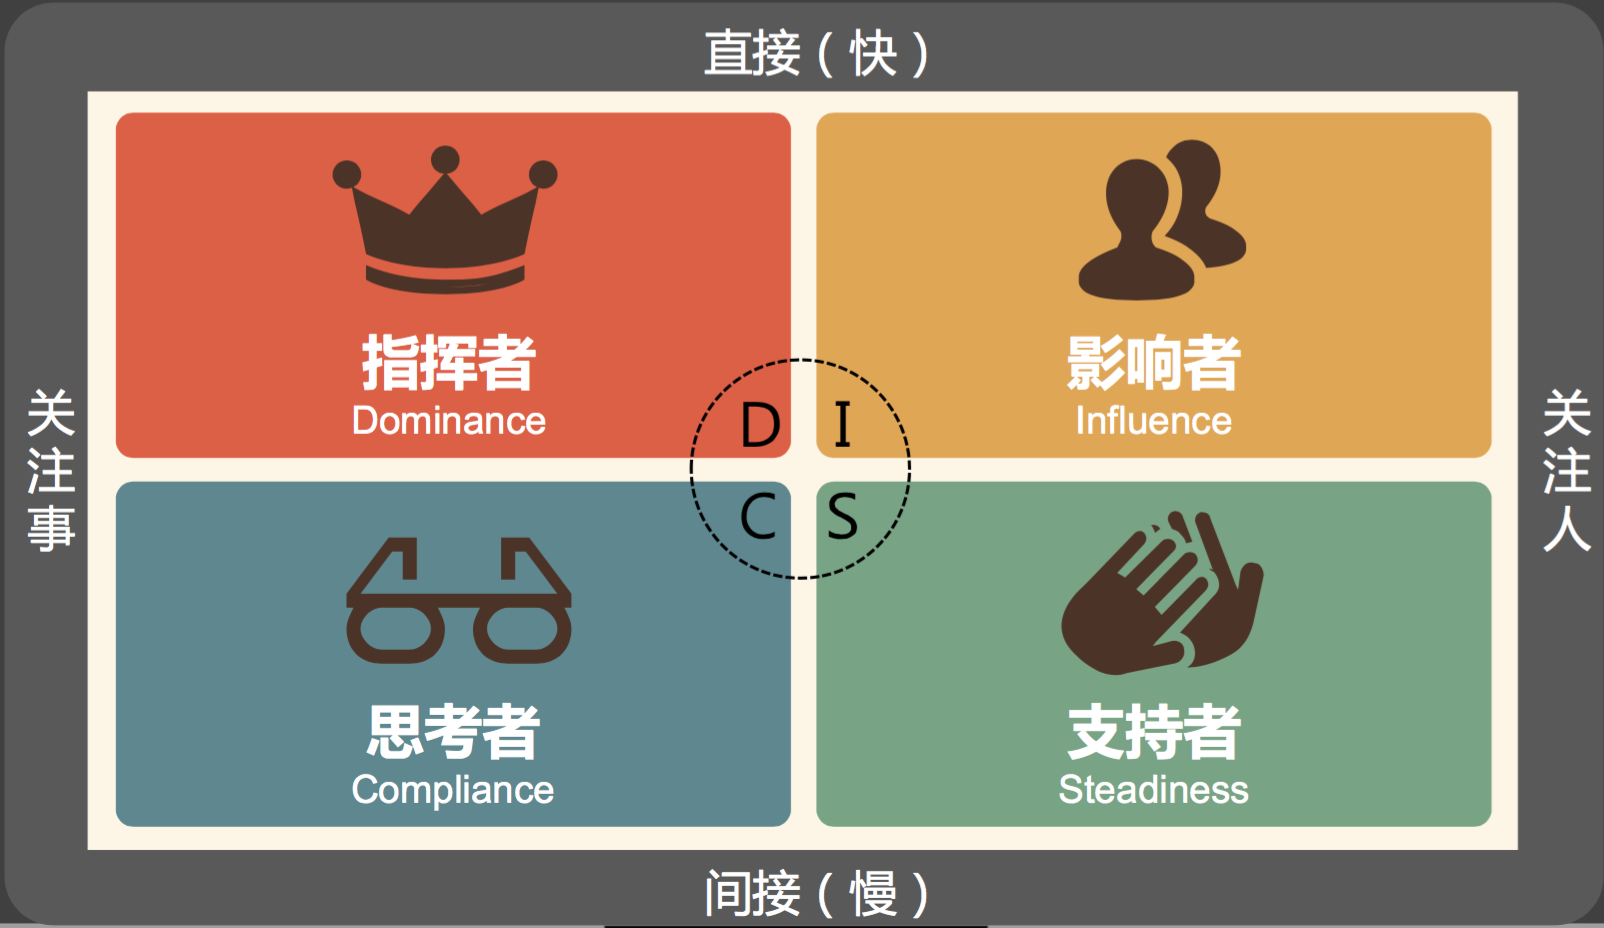 直接（快）
指挥者
Dominance
影响者
Influence
D I
关注事
关注人
C S
思考者
Compliance
支持者
Steadiness
间接（慢）